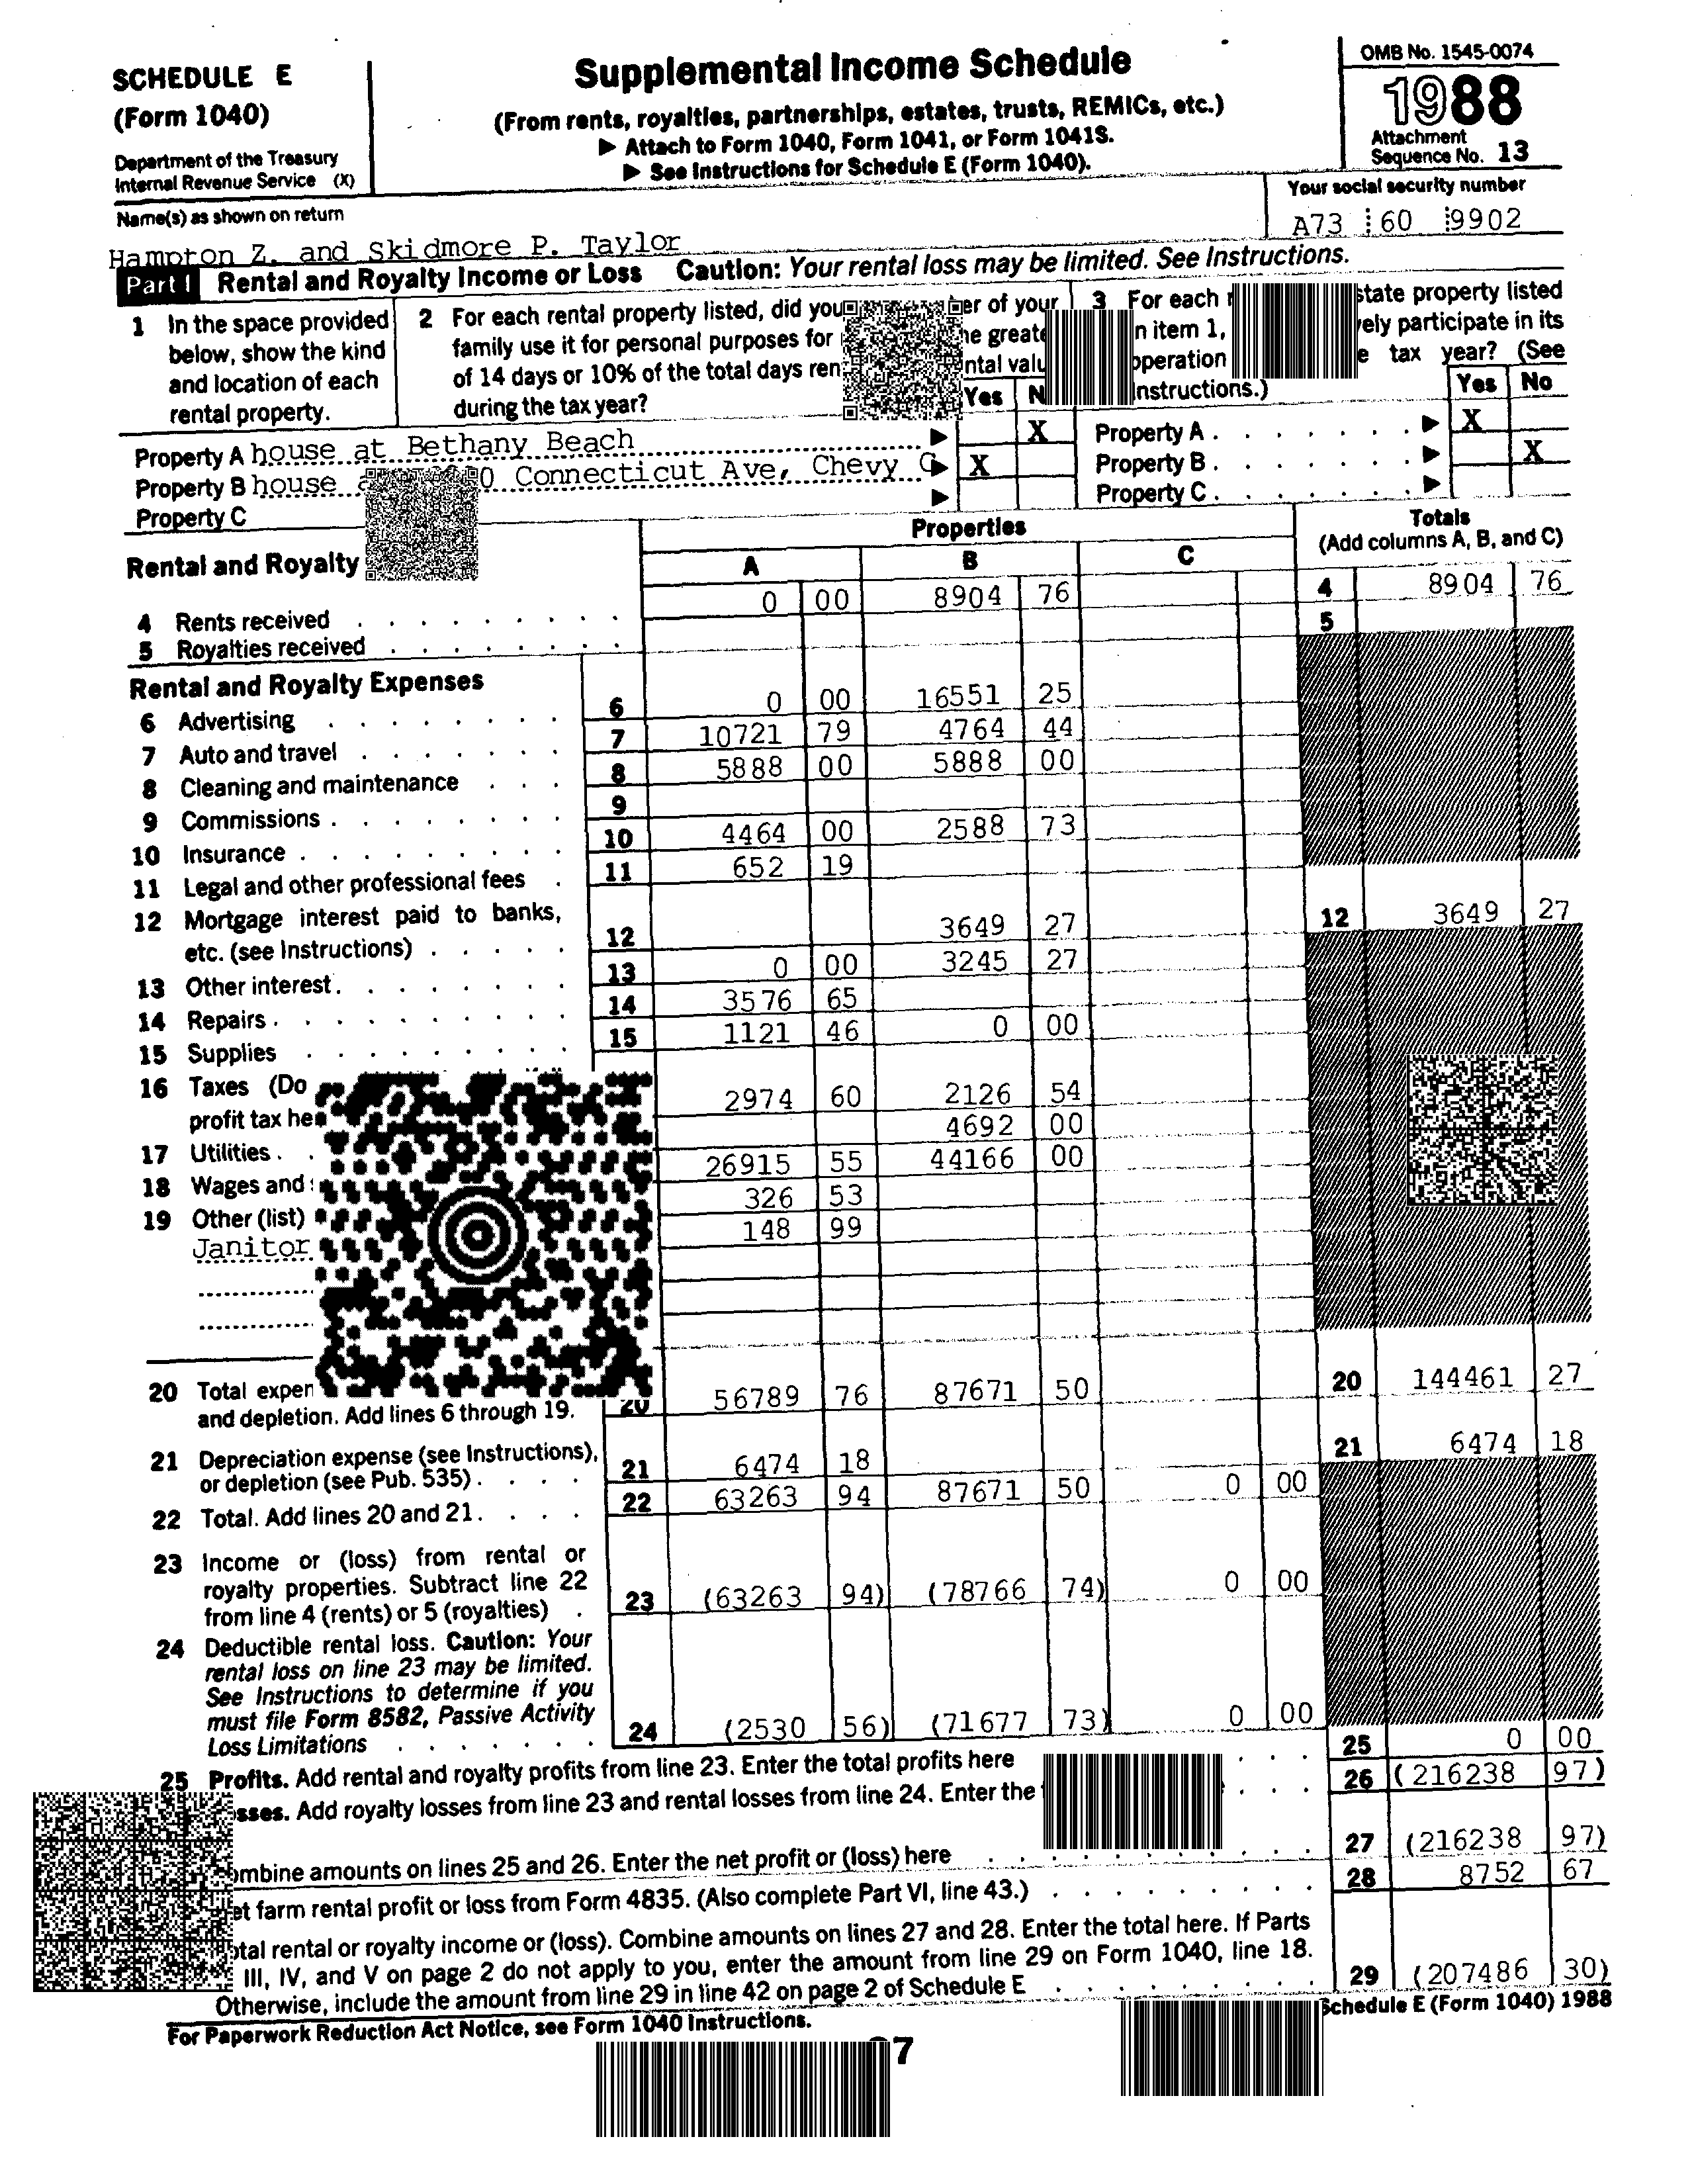 SCHEDULE E
(Form 1040)
Department of the Treasury
Internal Revenue Service (X)
Supplemental Income Schedule
(From rents, royalties, partnerships, estates, trusts, REMICs, etc.)
▶ Attach to Form 1040, Form 1041, or Form 1041S.
▶ See Instructions for Schedule E (Form 1040).
OMB No. 1545-0074
1988
Attachment
Sequence No. 13
Name(s) as shown on return
Your social security number
Hampton Z. and Skidmore P. Taylor
A73 60 9902
Part I Rental and Royalty Income or Loss Caution: Your rental loss may be limited. See Instructions.
1 In the space provided
below, show the kind
and location of each
rental property.
2 For each rental property listed, did you er of your
family use it for personal purposes for he greate
of 14 days or 10% of the total days ren ntal valu
during the tax year?
Yes N
3 For each state property listed
n item 1, vely participate in its
operation e tax year? (See
Instructions.)
Yes No
Property A house at Bethany Beach ▶ X
Property B house 0 Connecticut Ave, Chevy C ▶ X
Property C ▶
Property A . . . . . . . ▶ X
Property B . . . . . . . ▶ X
Property C . . . . . . . ▶
Rental and Royalty
Properties
A B C
Totals
(Add columns A, B, and C)
4 Rents received 0 00 8904 76 4 8904 76
5 Royalties received 5
Rental and Royalty Expenses
6 Advertising 6 0 00 16551 25
7 Auto and travel 7 10721 79 4764 44
8 Cleaning and maintenance 8 5888 00 5888 00
9 Commissions 9
10 Insurance 10 4464 00 2588 73
11 Legal and other professional fees 11 652 19
12 Mortgage interest paid to banks,
etc. (see Instructions) 12 3649 27 12 3649 27
13 Other interest 13 0 00 3245 27
14 Repairs 14 3576 65
15 Supplies 15 1121 46 0 00
16 Taxes (Do
profit tax he 2974 60 2126 54
17 Utilities 4692 00
18 Wages and 26915 55 44166 00
19 Other (list) 326 53
Janitor 148 99
20 Total expen
and depletion. Add lines 6 through 19. 20 56789 76 87671 50 20 144461 27
21 Depreciation expense (see Instructions),
or depletion (see Pub. 535) 21 6474 18 21 6474 18
22 Total. Add lines 20 and 21 22 63263 94 87671 50 0 00
23 Income or (loss) from rental or
royalty properties. Subtract line 22
from line 4 (rents) or 5 (royalties) 23 (63263 94) (78766 74) 0 00
24 Deductible rental loss. Caution: Your
rental loss on line 23 may be limited.
See Instructions to determine if you
must file Form 8582, Passive Activity
Loss Limitations 24 (2530 56) (71677 73) 0 00
25 Profits. Add rental and royalty profits from line 23. Enter the total profits here 25 0 00
sses. Add royalty losses from line 23 and rental losses from line 24. Enter the 26 (216238 97)
ombine amounts on lines 25 and 26. Enter the net profit or (loss) here 27 (216238 97)
et farm rental profit or loss from Form 4835. (Also complete Part VI, line 43.) 28 8752 67
otal rental or royalty income or (loss). Combine amounts on lines 27 and 28. Enter the total here. If Parts
III, IV, and V on page 2 do not apply to you, enter the amount from line 29 on Form 1040, line 18.
Otherwise, include the amount from line 29 in line 42 on page 2 of Schedule E 29 (207486 30)
For Paperwork Reduction Act Notice, see Form 1040 Instructions.
Schedule E (Form 1040) 1988
7